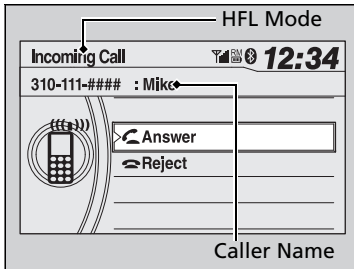 HFL Mode
Incoming Call 12:34
310-111-#### : Mike
Answer
Reject
Caller Name